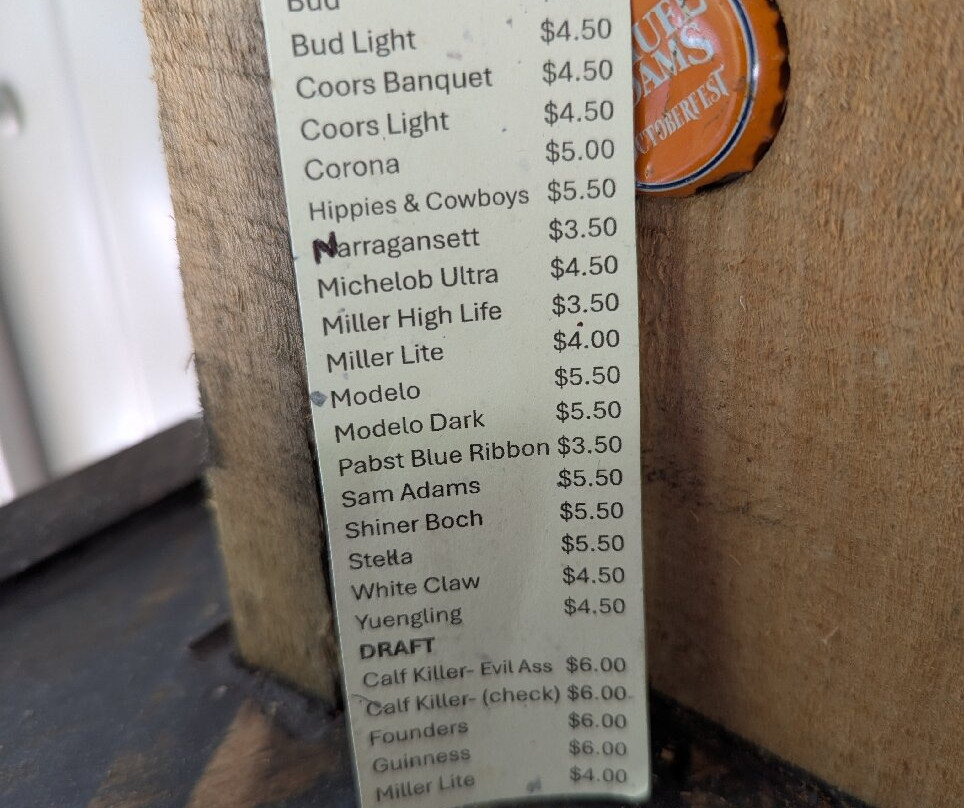 Bud
Bud Light $4.50
Coors Banquet $4.50
Coors Light $4.50
Corona $5.00
Hippies & Cowboys $5.50
Narragansett $3.50
Michelob Ultra $4.50
Miller High Life $3.50
Miller Lite $4.00
Modelo $5.50
Modelo Dark $5.50
Pabst Blue Ribbon $3.50
Sam Adams $5.50
Shiner Boch $5.50
Stella $5.50
White Claw $4.50
Yuengling $4.50
DRAFT
Calf Killer- Evil Ass $6.00
Calf Killer- (check) $6.00
Founders $6.00
Guinness $6.00
Miller Lite $4.00
UEL
DAMS
CTOBERFEST